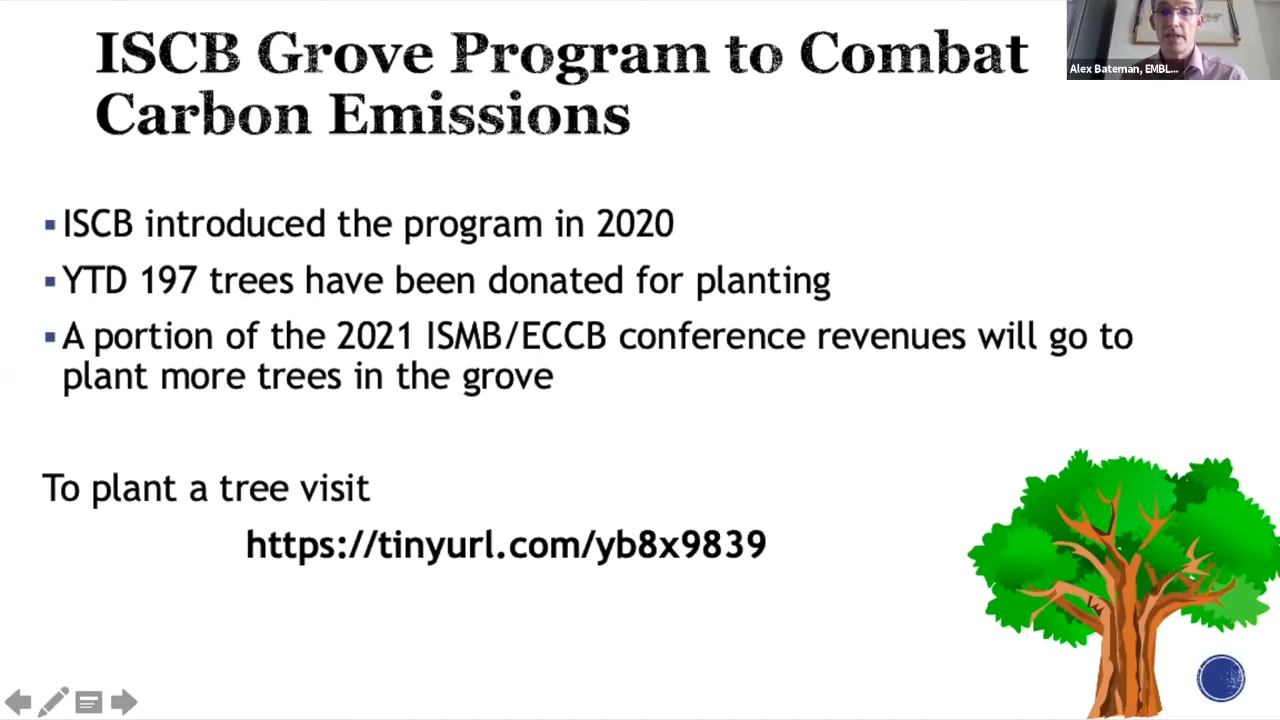 ISCB Grove Program to Combat
Carbon Emissions
Alex Bateman, EMBL...
▪ ISCB introduced the program in 2020
▪ YTD 197 trees have been donated for planting
▪ A portion of the 2021 ISMB/ECCB conference revenues will go to
plant more trees in the grove
To plant a tree visit
https://tinyurl.com/yb8x9839